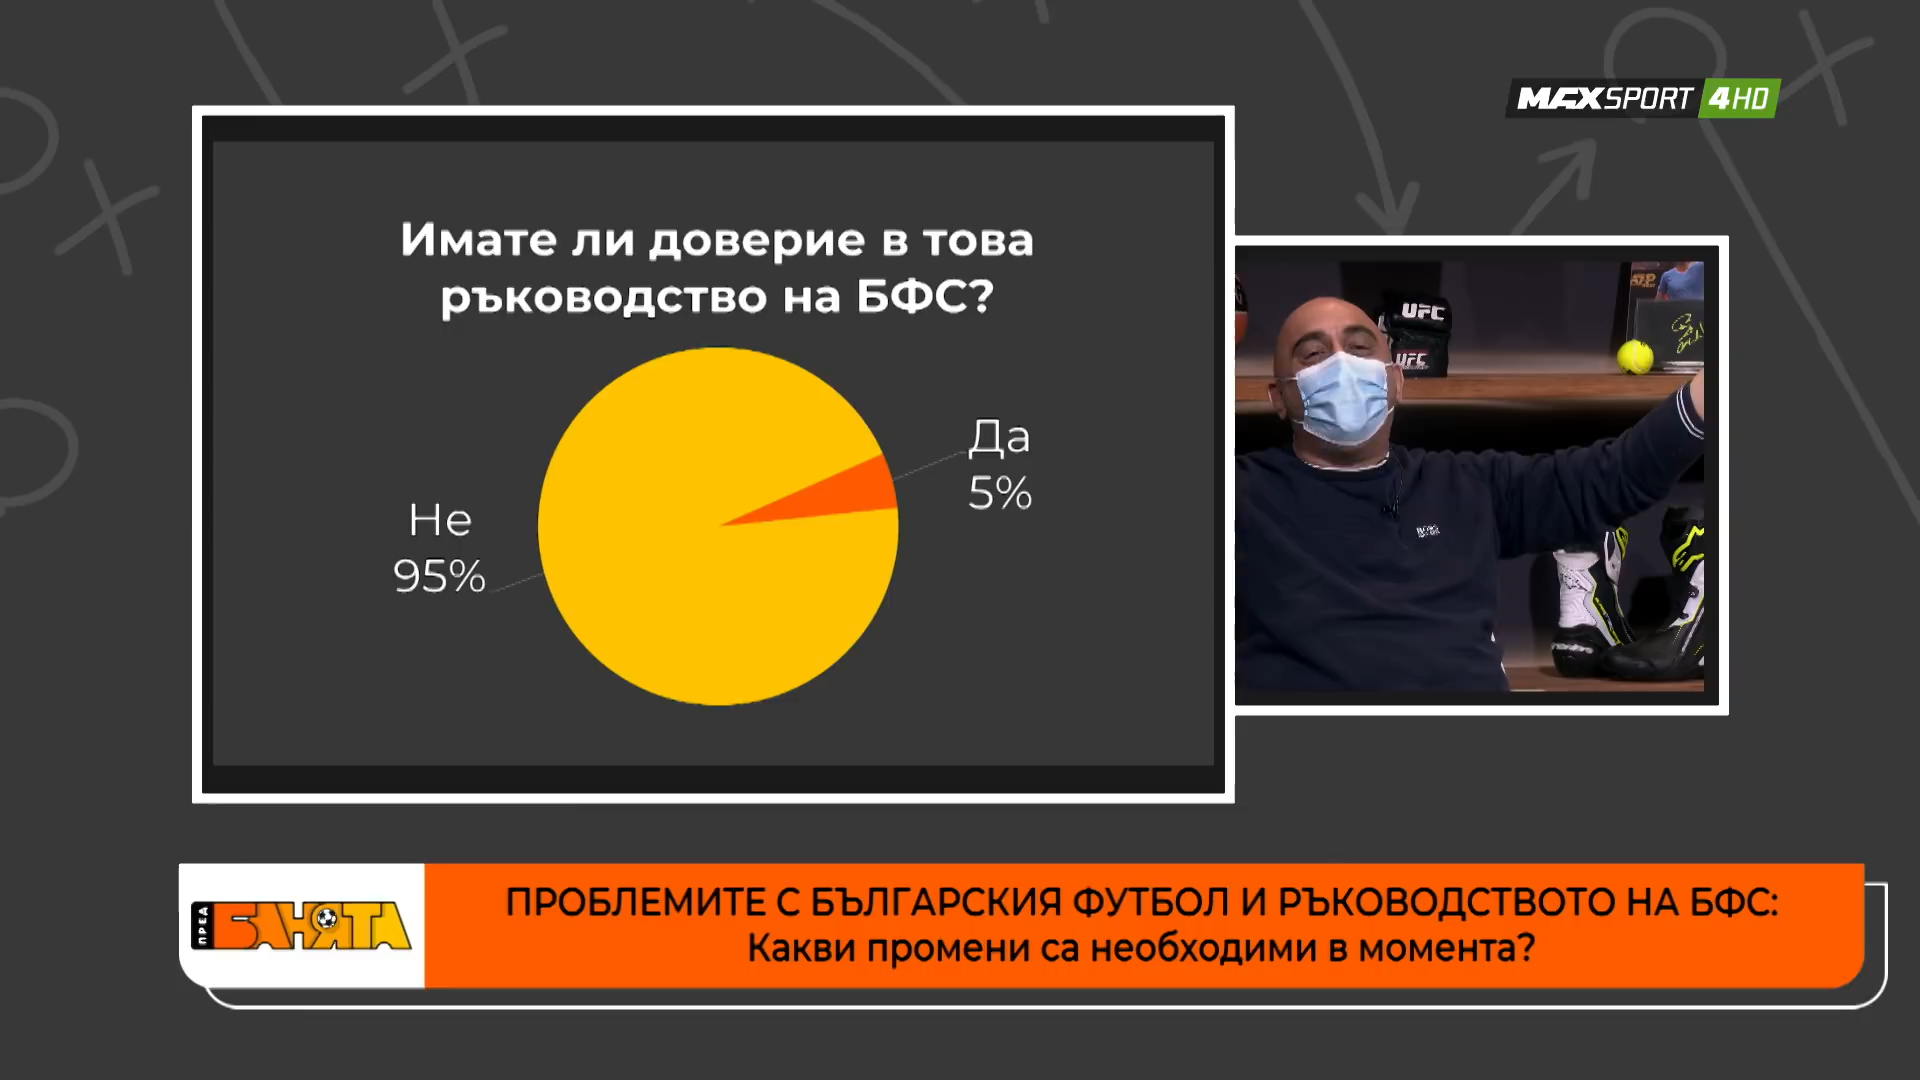 MAXSPORT 4HD
Имате ли доверие в това
ръководство на БФС?
Да
5%
Не
95%
UFC
UFC
ATP
ПРЕД
БАНЯТА
ПРОБЛЕМИТЕ С БЪЛГАРСКИЯ ФУТБОЛ И РЪКОВОДСТВОТО НА БФС:
Какви промени са необходими в момента?